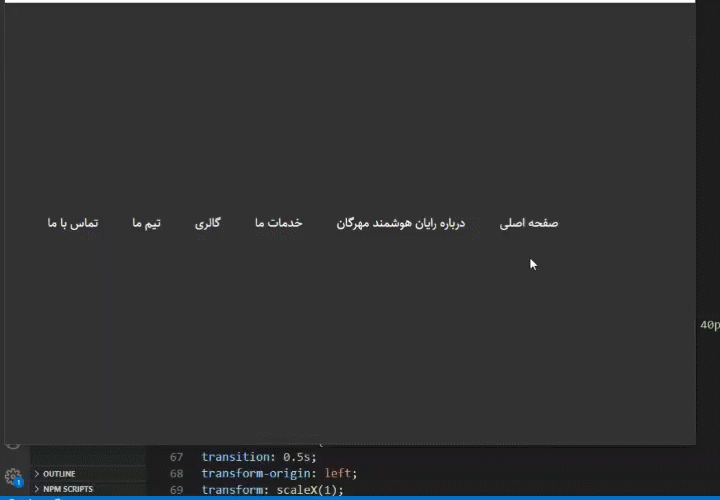 صفحه اصلی درباره رایان هوشمند مهرگان خدمات ما گالری تیم ما تماس با ما
40p
67 transition: 0.5s;
OUTLINE 68 transform-origin: left;
NPM SCRIPTS 69 transform: scaleX(1);
1